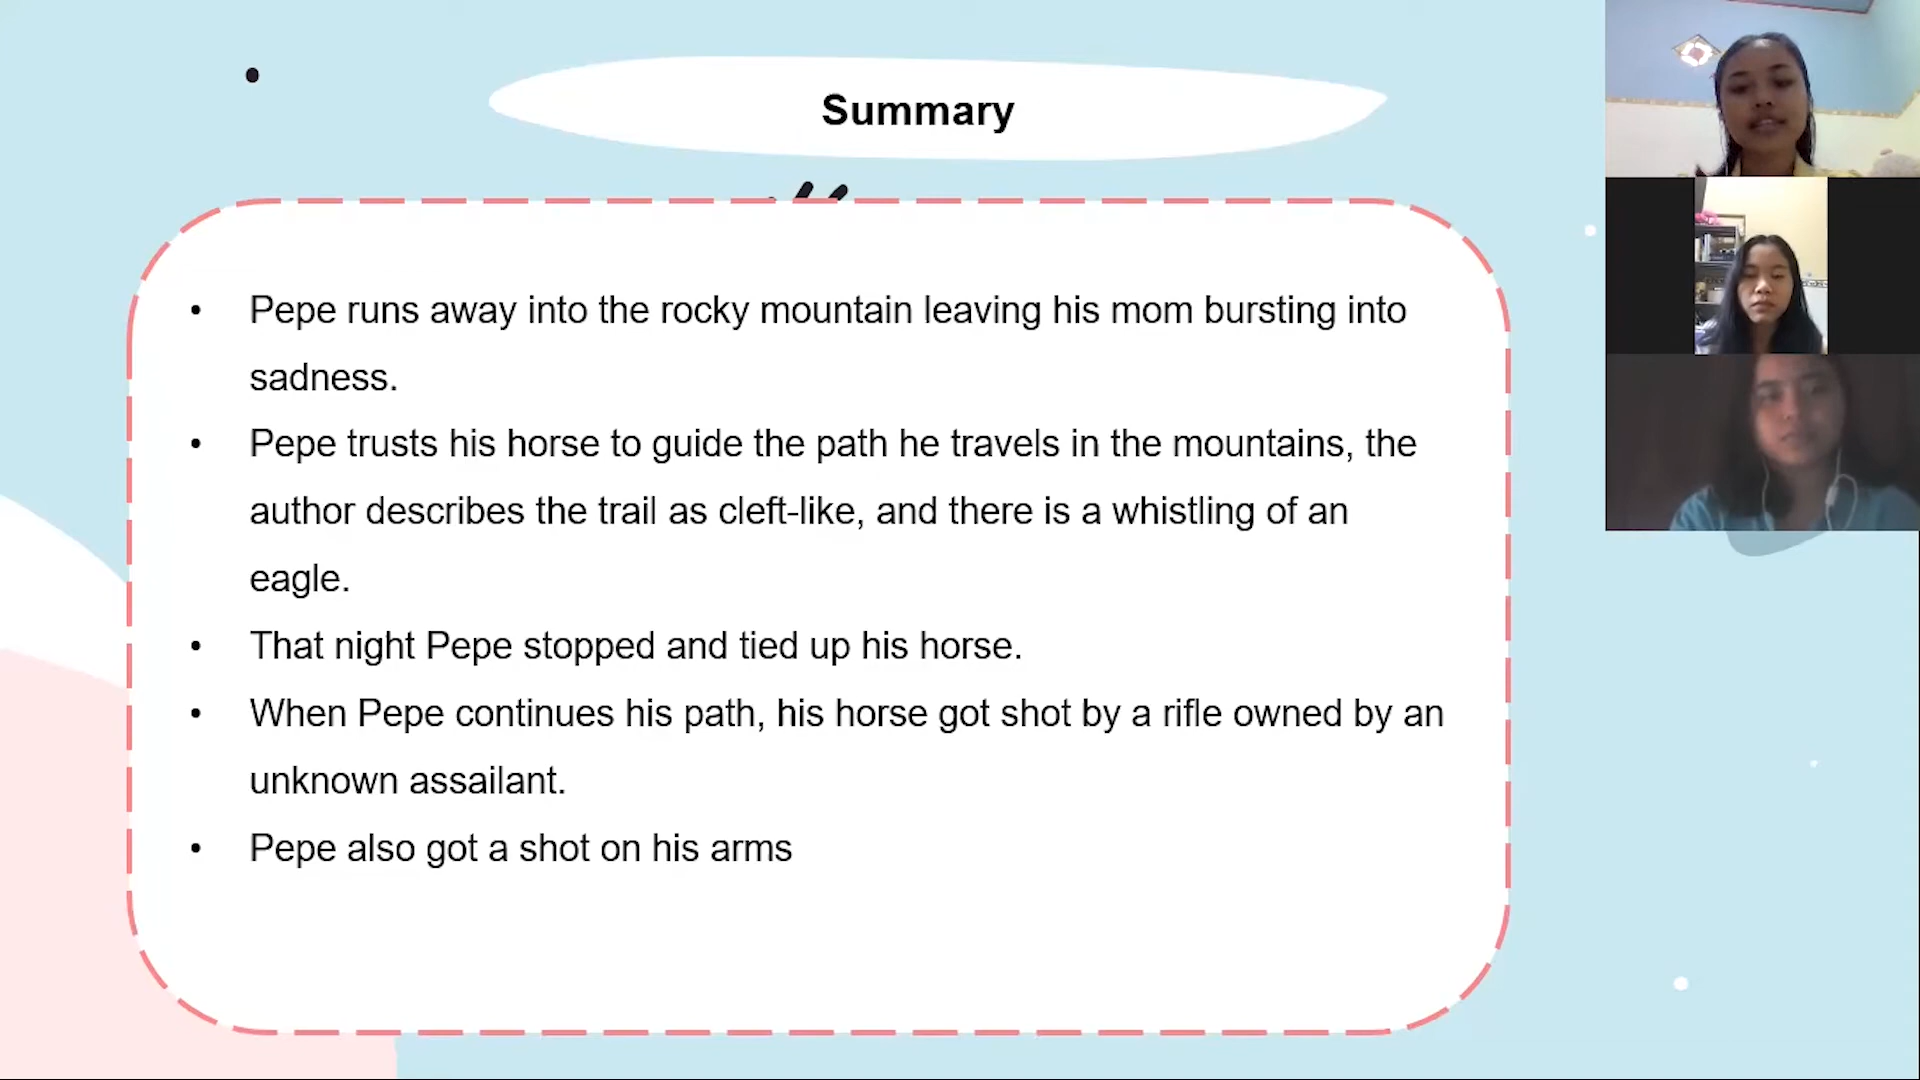 Summary
• Pepe runs away into the rocky mountain leaving his mom bursting into
sadness.
• Pepe trusts his horse to guide the path he travels in the mountains, the
author describes the trail as cleft-like, and there is a whistling of an
eagle.
• That night Pepe stopped and tied up his horse.
• When Pepe continues his path, his horse got shot by a rifle owned by an
unknown assailant.
• Pepe also got a shot on his arms